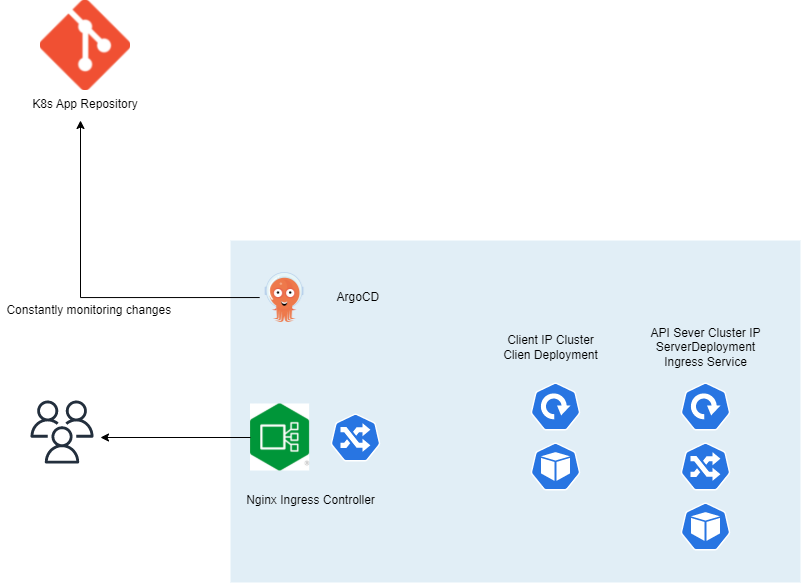 K8s App Repository
ArgoCD
Constantly monitoring changes
Client IP Cluster
Clien Deployment
API Sever Cluster IP
ServerDeployment
Ingress Service
Nginx Ingress Controller